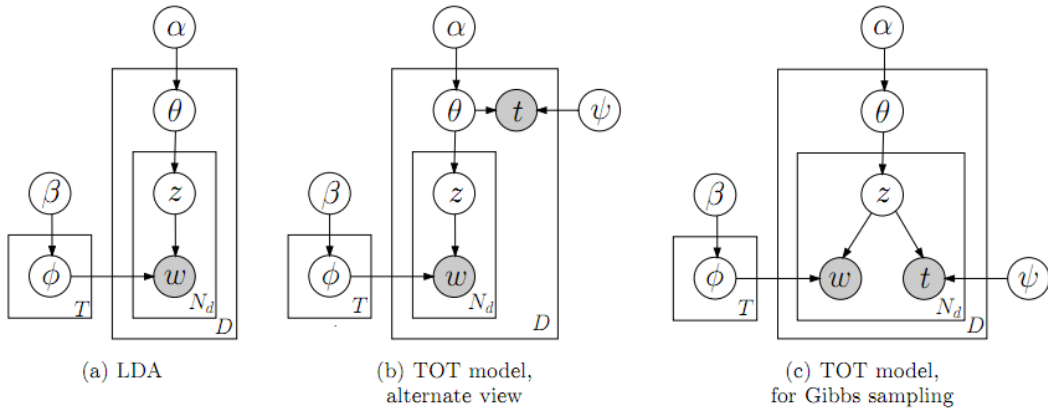 α
θ
z
β
ϕ
w
T
N_d
D
(a) LDA
α
θ
t
ψ
z
β
ϕ
w
T
N_d
D
(b) TOT model,
alternate view
α
θ
z
β
ϕ
w
t
ψ
T
N_d
D
(c) TOT model,
for Gibbs sampling